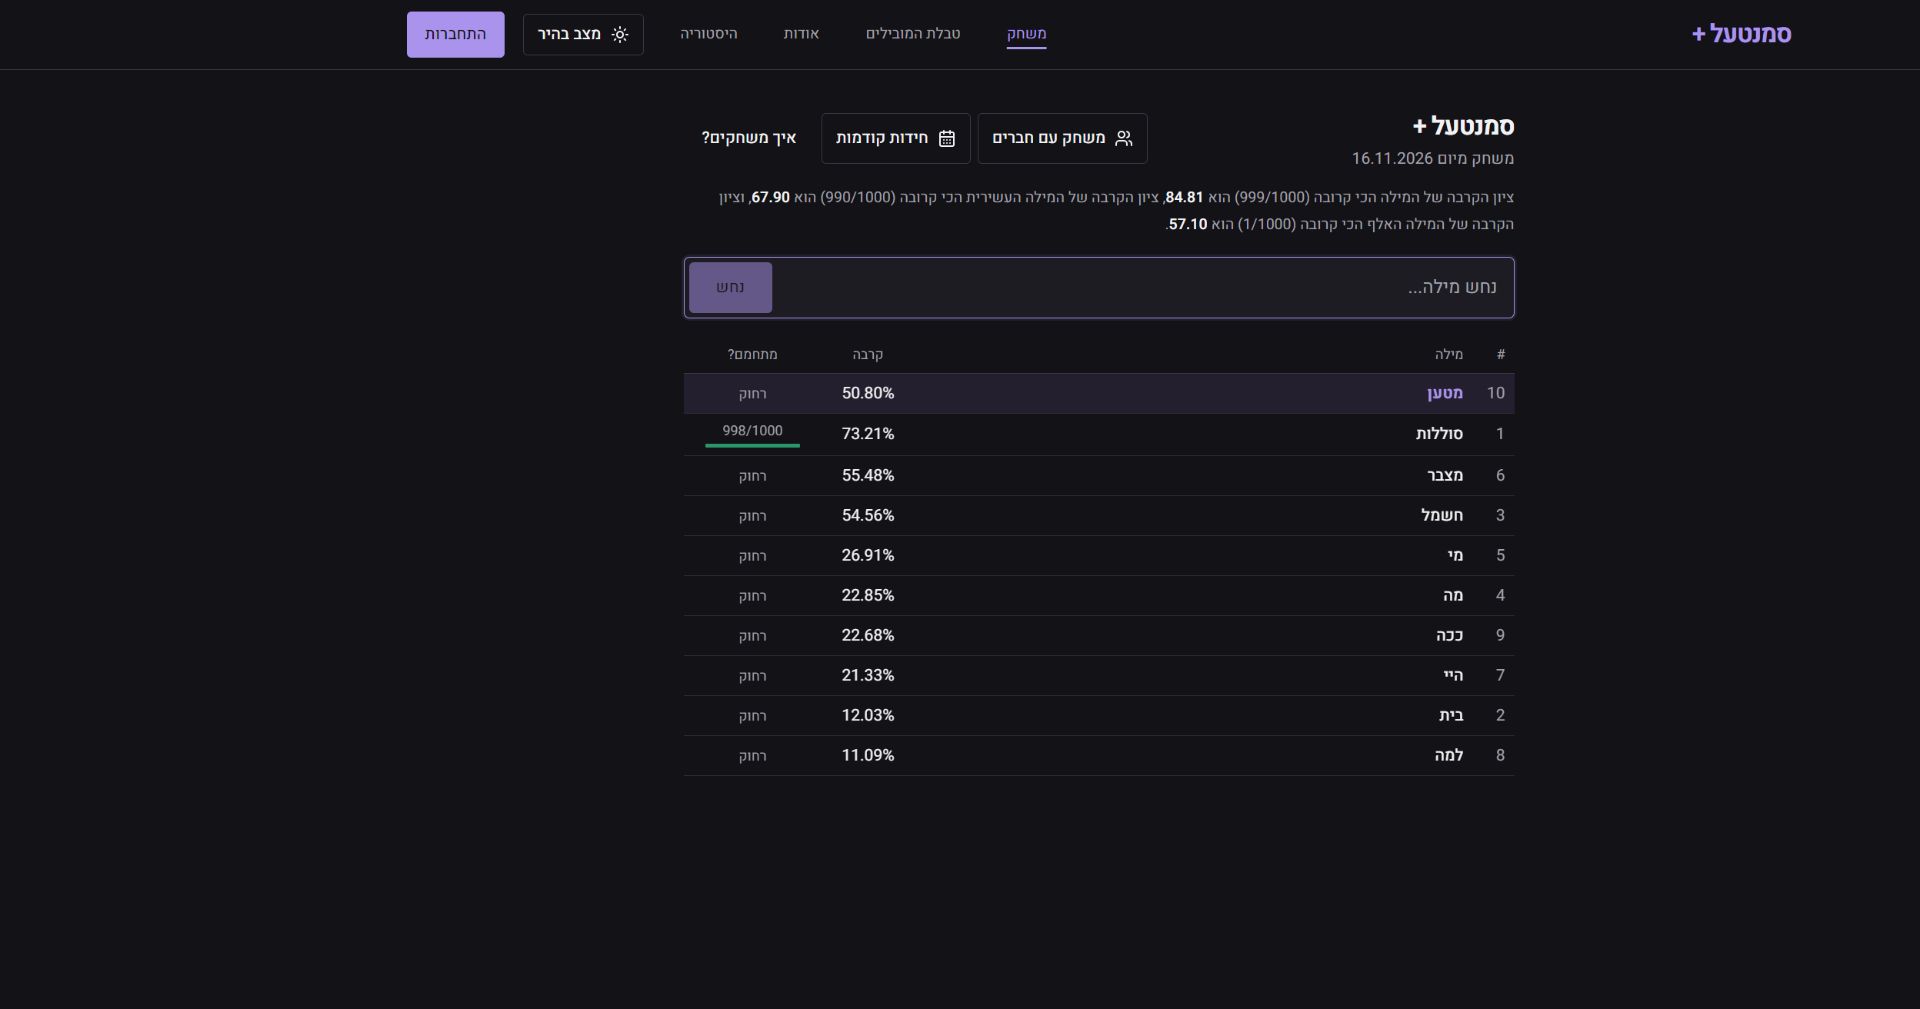 סמנטעל +
משחק
טבלת המובילים
אודות
היסטוריה
מצב בהיר
התחברות
סמנטעל +
משחק מיום 16.11.2026
משחק עם חברים
חידות קודמות
איך משחקים?
ציון הקרבה של המילה הכי קרובה (999/1000) הוא 84.81, ציון הקרבה של המילה העשירית הכי קרובה (990/1000) הוא 67.90, וציון
הקרבה של המילה האלף הכי קרובה (1/1000) הוא 57.10.
נחש מילה...
נחש
# מילה קרבה מתחמם?
10 מטען 50.80% רחוק
1 סוללות 73.21% 998/1000
6 מצבר 55.48% רחוק
3 חשמל 54.56% רחוק
5 מי 26.91% רחוק
4 מה 22.85% רחוק
9 ככה 22.68% רחוק
7 היי 21.33% רחוק
2 בית 12.03% רחוק
8 למה 11.09% רחוק